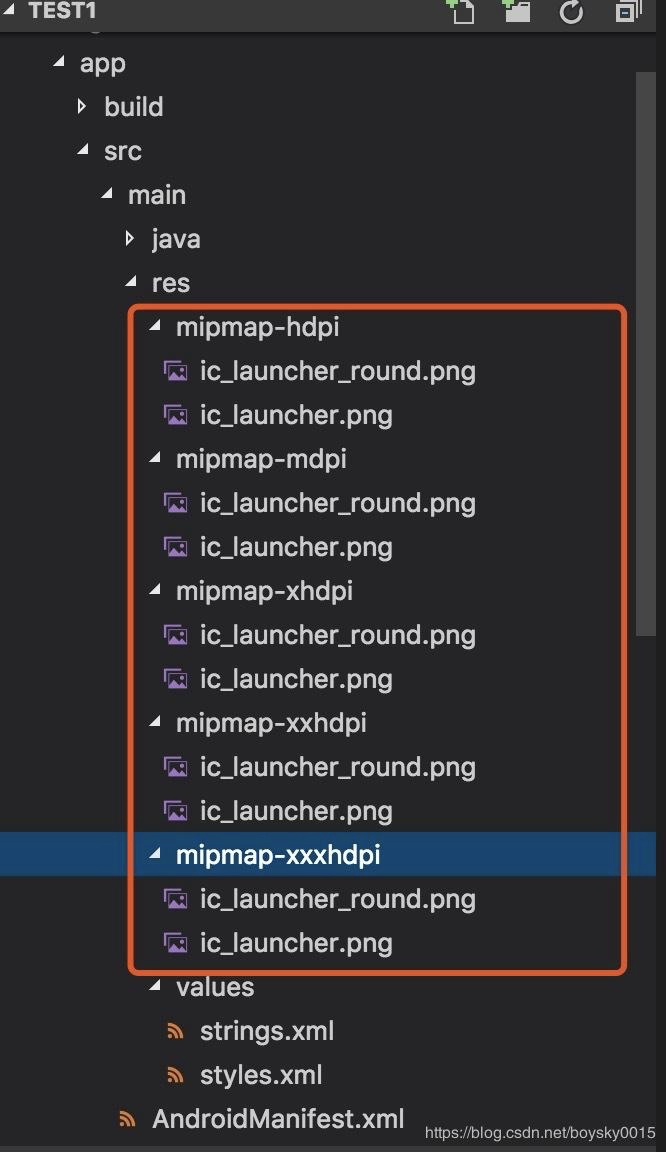 TEST1
app
build
src
main
java
res
mipmap-hdpi
ic_launcher_round.png
ic_launcher.png
mipmap-mdpi
ic_launcher_round.png
ic_launcher.png
mipmap-xhdpi
ic_launcher_round.png
ic_launcher.png
mipmap-xxhdpi
ic_launcher_round.png
ic_launcher.png
mipmap-xxxhdpi
ic_launcher_round.png
ic_launcher.png
values
strings.xml
styles.xml
AndroidManifest.xml
https://blog.csdn.net/boysky0015